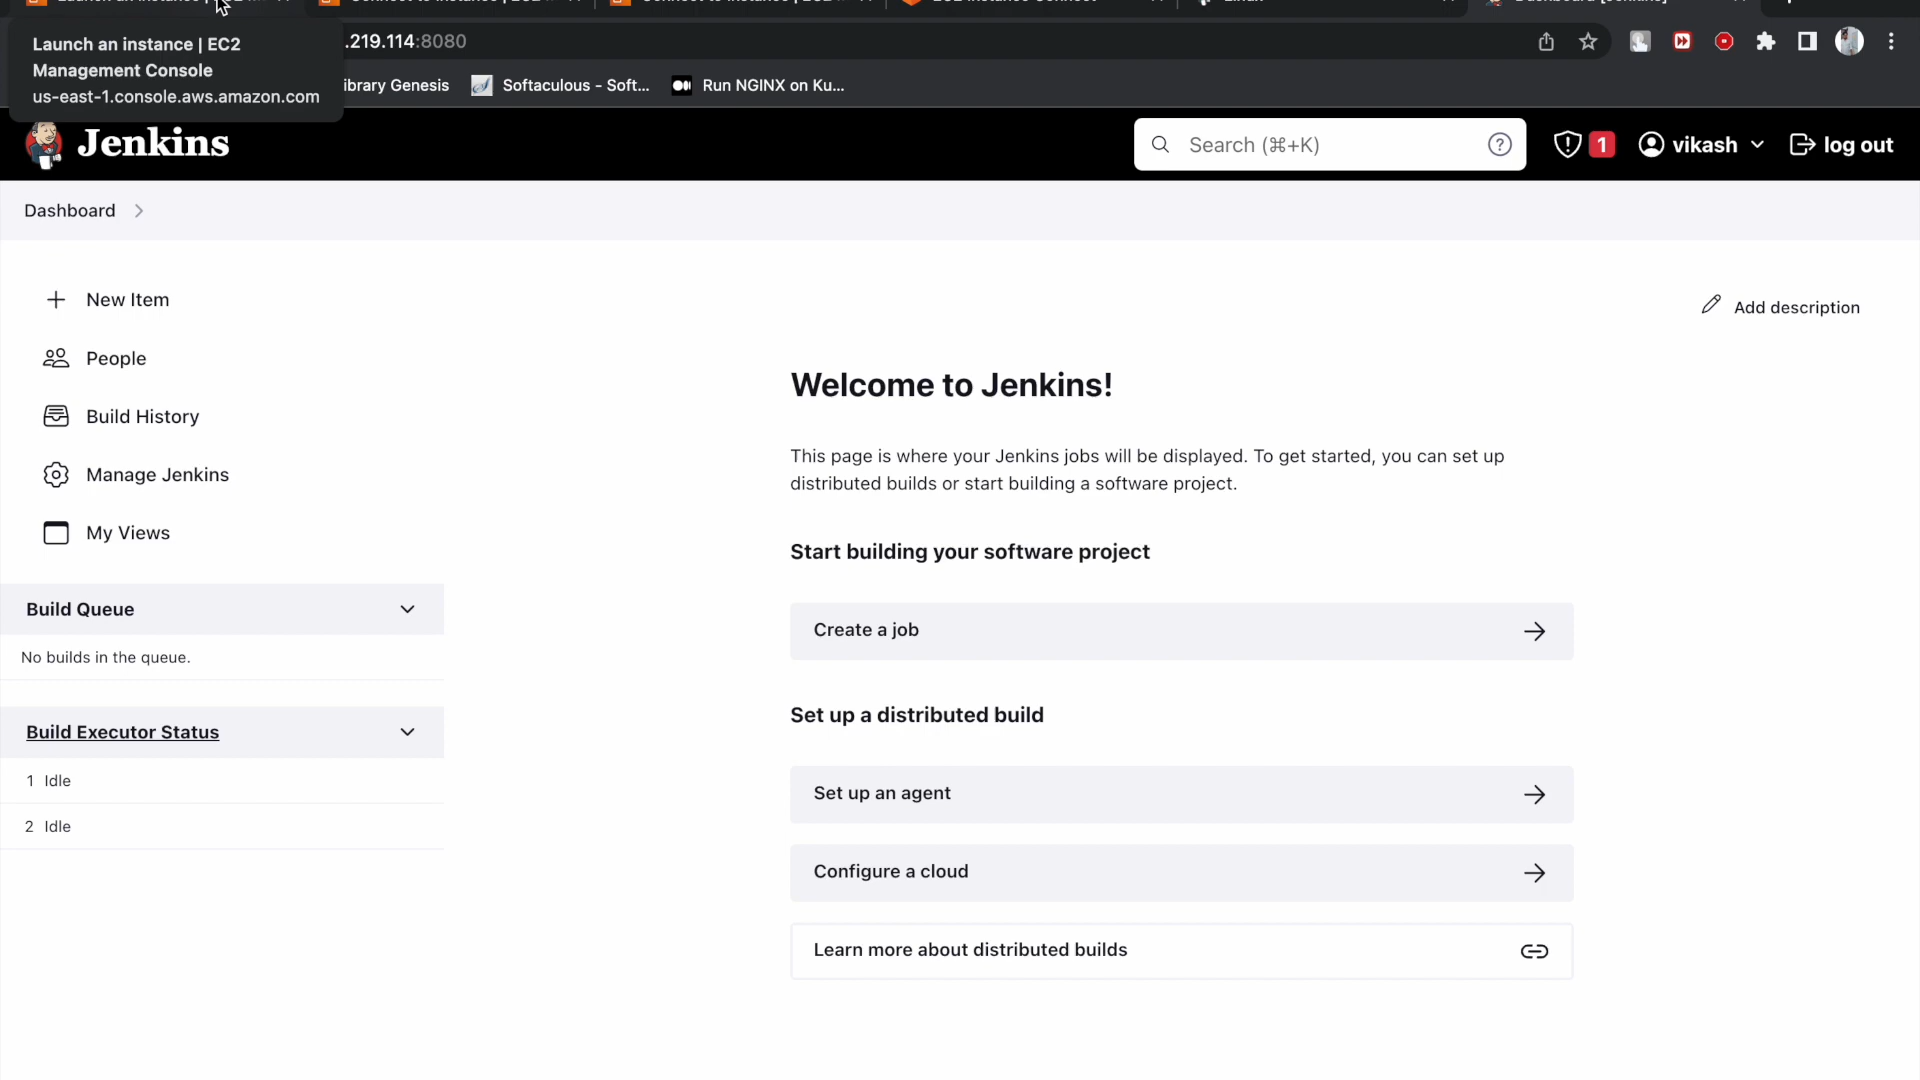 Launch an instance | EC2
Management Console
us-east-1.console.aws.amazon.com
.219.114:8080
ibrary Genesis
Softaculous - Soft...
Run NGINX on Ku...
Jenkins
Search (⌘+K)
?
1
vikash
log out
Dashboard
New Item
Add description
People
Build History
Manage Jenkins
My Views
Welcome to Jenkins!
This page is where your Jenkins jobs will be displayed. To get started, you can set up
distributed builds or start building a software project.
Start building your software project
Build Queue
Create a job
No builds in the queue.
Set up a distributed build
Build Executor Status
1 Idle
Set up an agent
2 Idle
Configure a cloud
Learn more about distributed builds